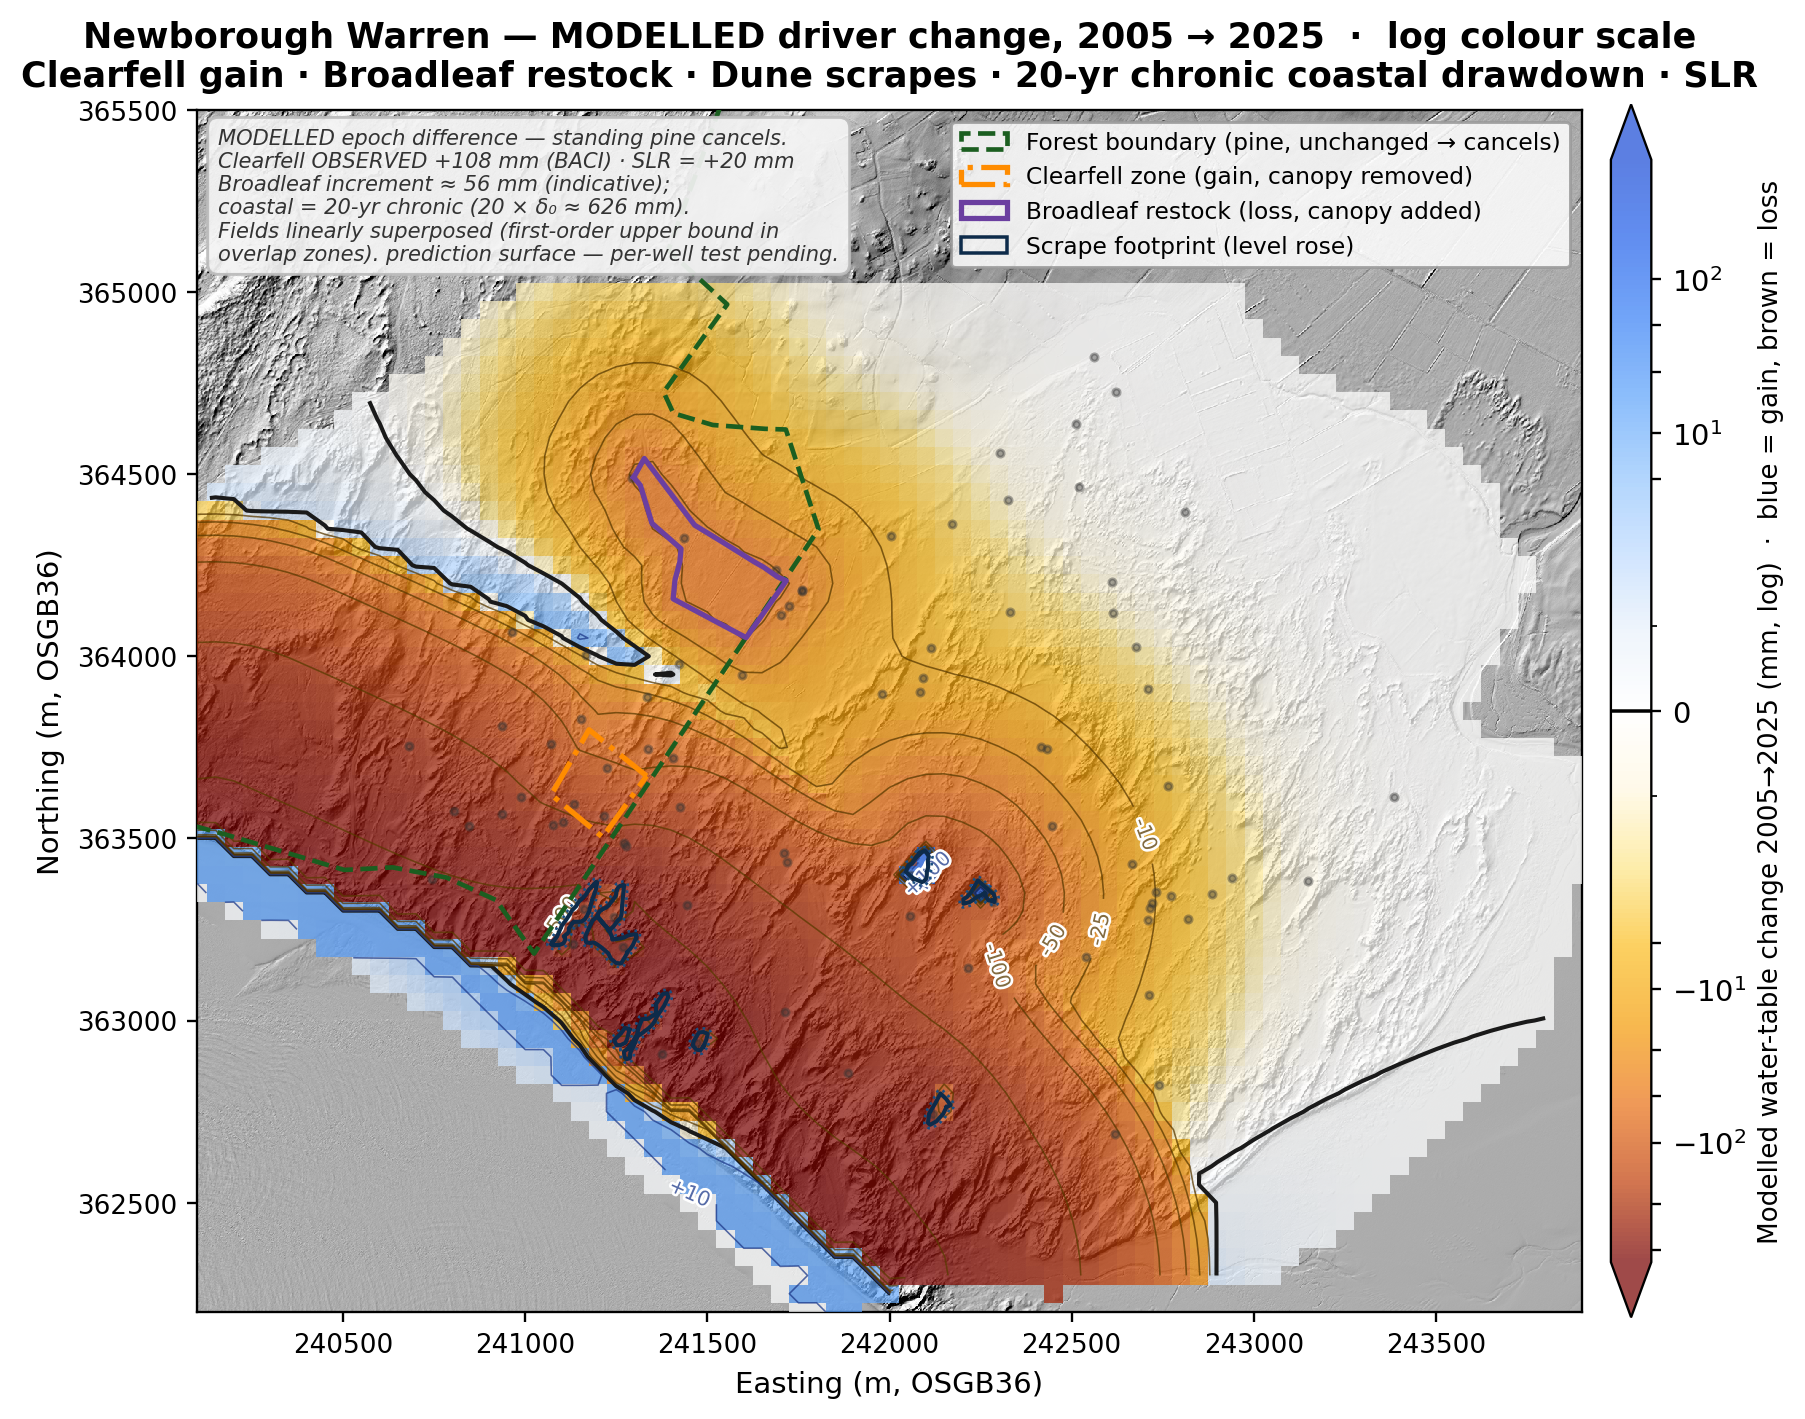 Newborough Warren — MODELLED driver change, 2005 → 2025 · log colour scale
Clearfell gain · Broadleaf restock · Dune scrapes · 20-yr chronic coastal drawdown · SLR
MODELLED epoch difference — standing pine cancels.
Clearfell OBSERVED +108 mm (BACI) · SLR = +20 mm
Broadleaf increment ≈ 56 mm (indicative);
coastal = 20-yr chronic (20 × δ₀ ≈ 626 mm).
Fields linearly superposed (first-order upper bound in
overlap zones). prediction surface — per-well test pending.
Forest boundary (pine, unchanged → cancels)
Clearfell zone (gain, canopy removed)
Broadleaf restock (loss, canopy added)
Scrape footprint (level rose)
365500
365000
364500
364000
363500
363000
362500
Northing (m, OSGB36)
-10
+100
-25
-50
-100
+10
240500
241000
241500
242000
242500
243000
243500
Easting (m, OSGB36)
10²
10¹
0
−10¹
−10²
Modelled water-table change 2005→2025 (mm, log) · blue = gain, brown = loss